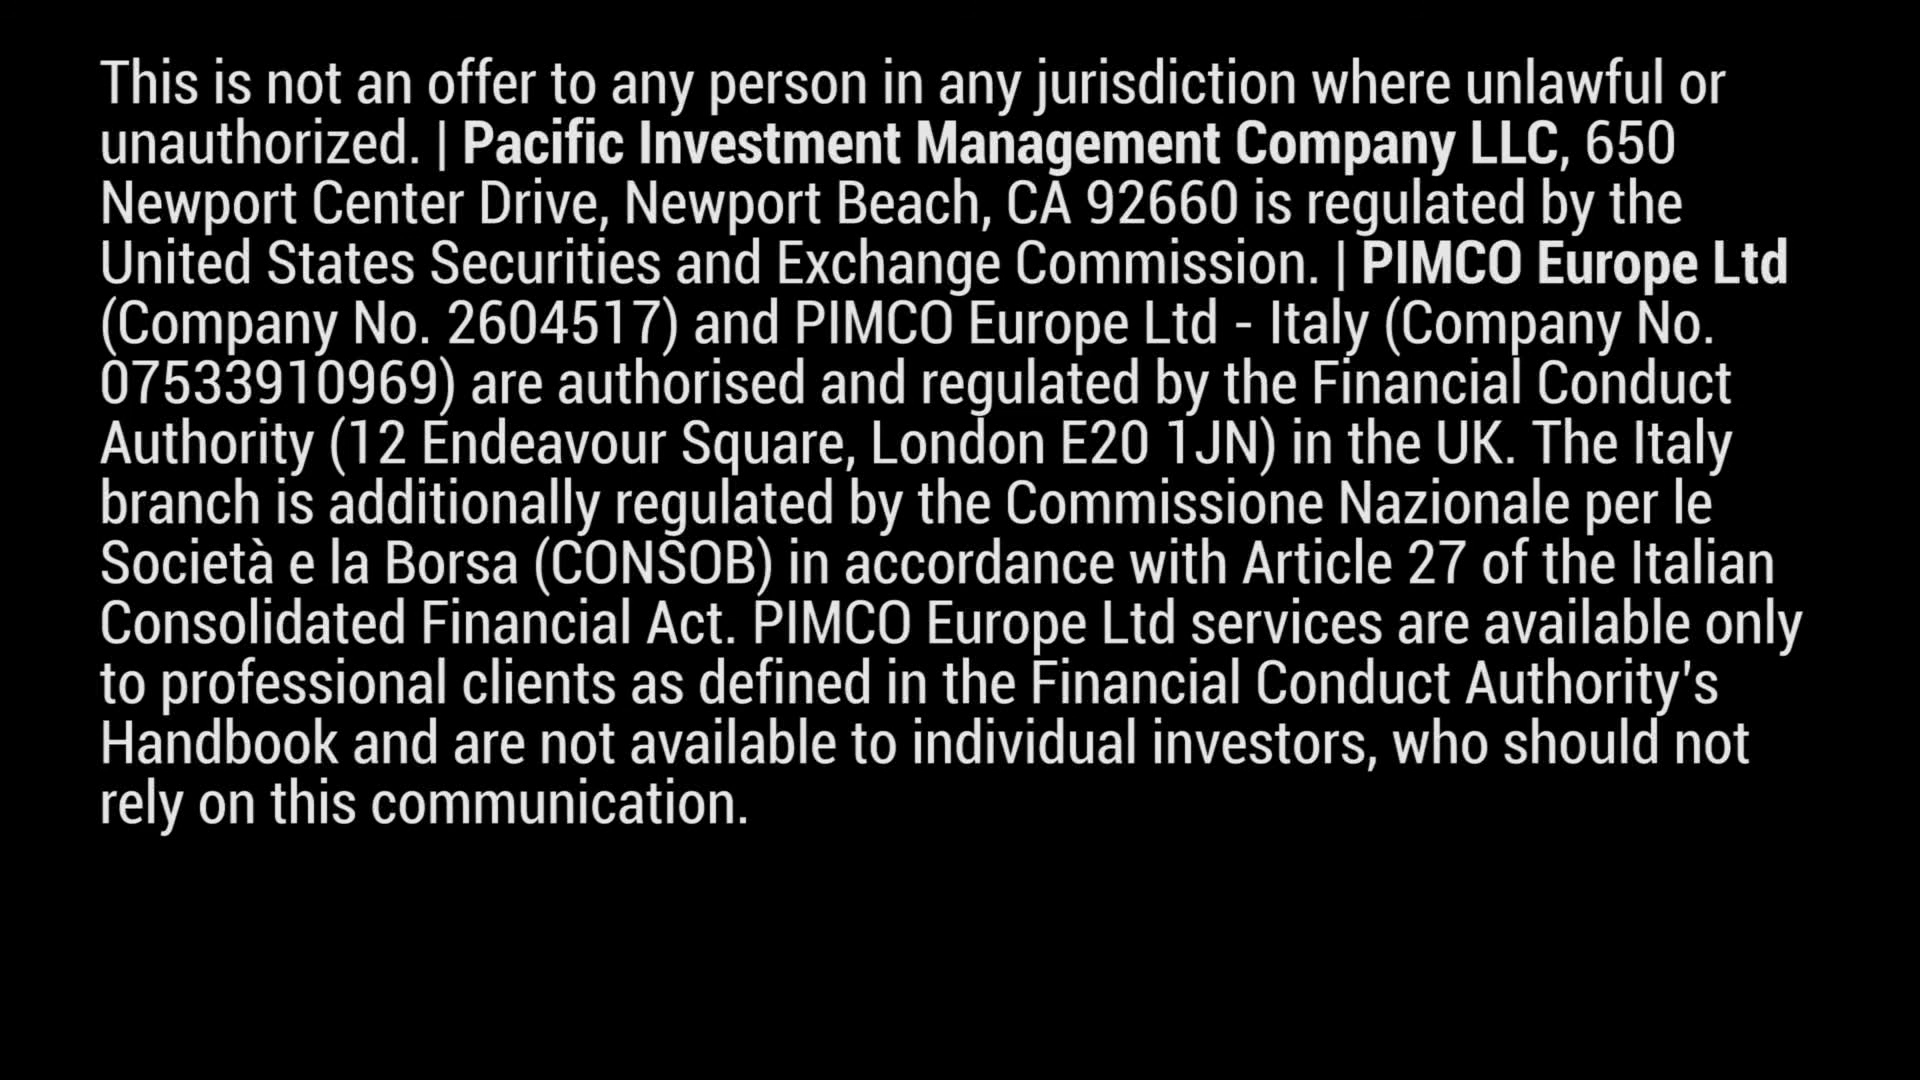 This is not an offer to any person in any jurisdiction where unlawful or
unauthorized. | Pacific Investment Management Company LLC, 650
Newport Center Drive, Newport Beach, CA 92660 is regulated by the
United States Securities and Exchange Commission. | PIMCO Europe Ltd
(Company No. 2604517) and PIMCO Europe Ltd - Italy (Company No.
07533910969) are authorised and regulated by the Financial Conduct
Authority (12 Endeavour Square, London E20 1JN) in the UK. The Italy
branch is additionally regulated by the Commissione Nazionale per le
Società e la Borsa (CONSOB) in accordance with Article 27 of the Italian
Consolidated Financial Act. PIMCO Europe Ltd services are available only
to professional clients as defined in the Financial Conduct Authority's
Handbook and are not available to individual investors, who should not
rely on this communication.